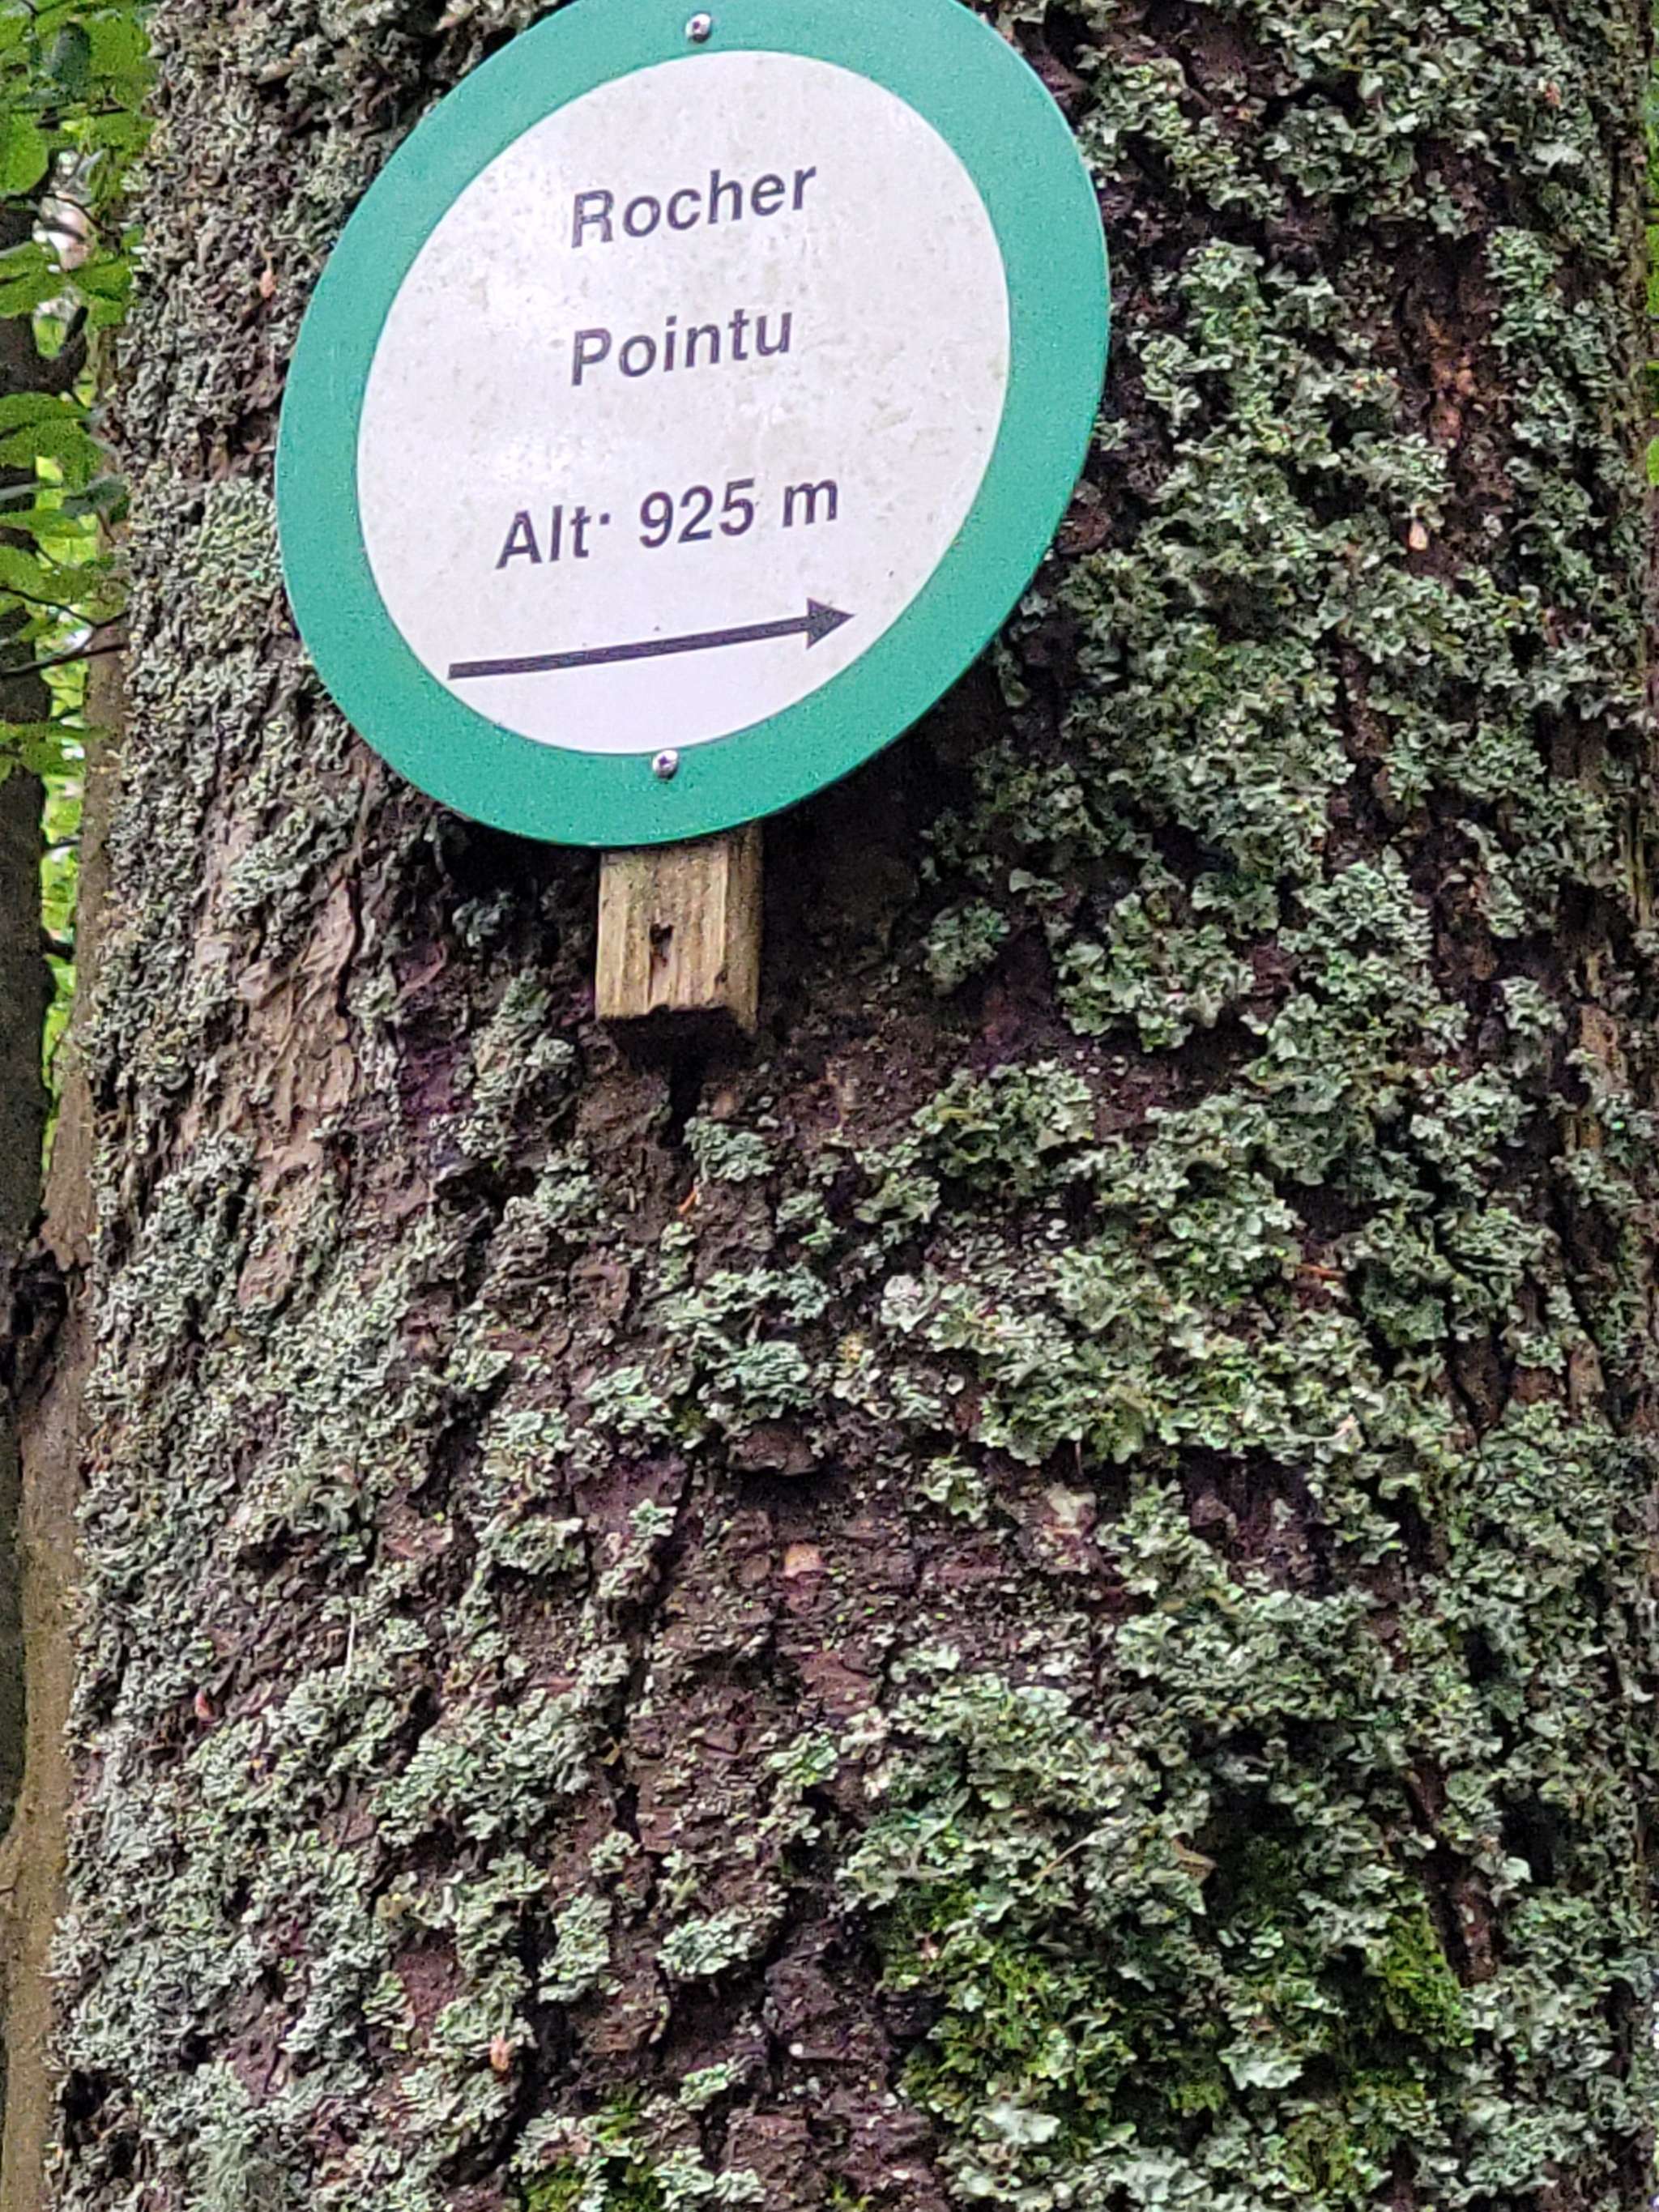 Rocher
Pointu
Alt· 925 m